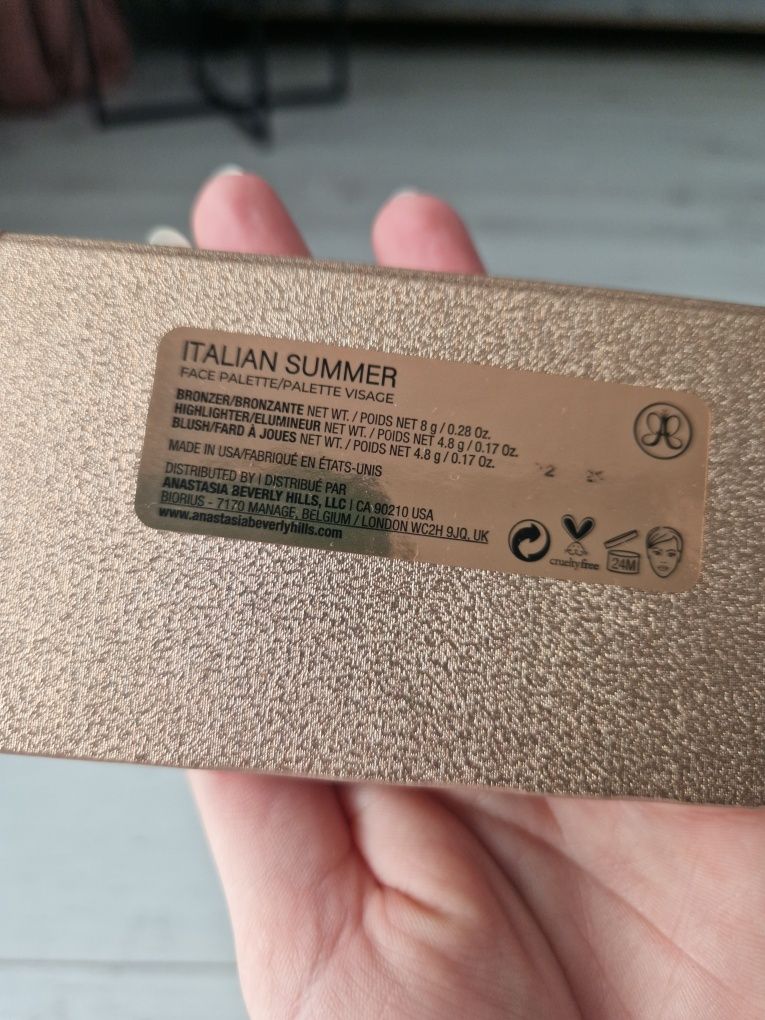 ITALIAN SUMMER
FACE PALETTE/PALETTE VISAGE
BRONZER/BRONZANTE NET WT. / POIDS NET 8 g / 0.28 Oz.
HIGHLIGHTER/ELUMINEUR NET WT. / POIDS NET 4.8 g / 0.17 Oz.
BLUSH/FARD À JOUES NET WT. / POIDS NET 4.8 g / 0.17 Oz.
MADE IN USA/FABRIQUÉ EN ÉTATS-UNIS
DISTRIBUTED BY | DISTRIBUÉ PAR
ANASTASIA BEVERLY HILLS, LLC | CA 90210 USA
BIORIUS - 7170 MANAGE, BELGIUM / LONDON WC2H 9JQ, UK
www.anastasiabeverlyhills.com
crueltyfree
24M